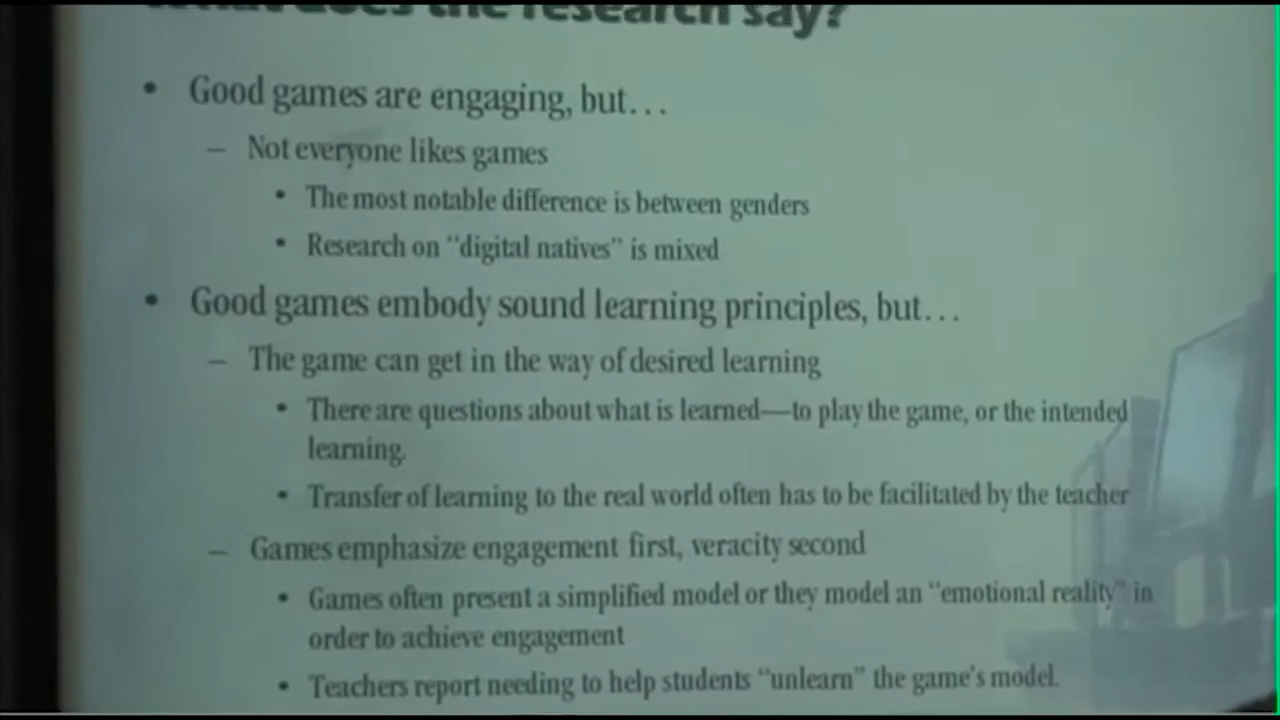 What does the research say?
• Good games are engaging, but…
– Not everyone likes games
• The most notable difference is between genders
• Research on “digital natives” is mixed
• Good games embody sound learning principles, but…
– The game can get in the way of desired learning
• There are questions about what is learned—to play the game, or the intended
learning.
• Transfer of learning to the real world often has to be facilitated by the teacher
– Games emphasize engagement first, veracity second
• Games often present a simplified model or they model an “emotional reality” in
order to achieve engagement
• Teachers report needing to help students “unlearn” the game’s model.